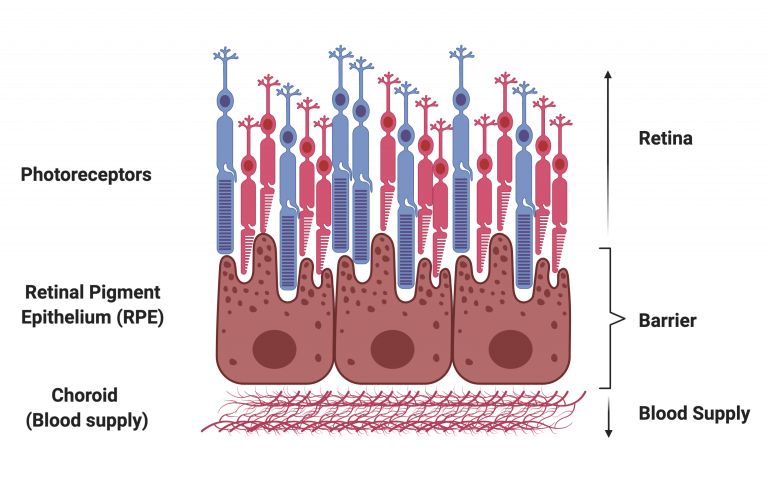 Photoreceptors
Retinal Pigment
Epithelium (RPE)
Choroid
(Blood supply)
Retina
Barrier
Blood Supply